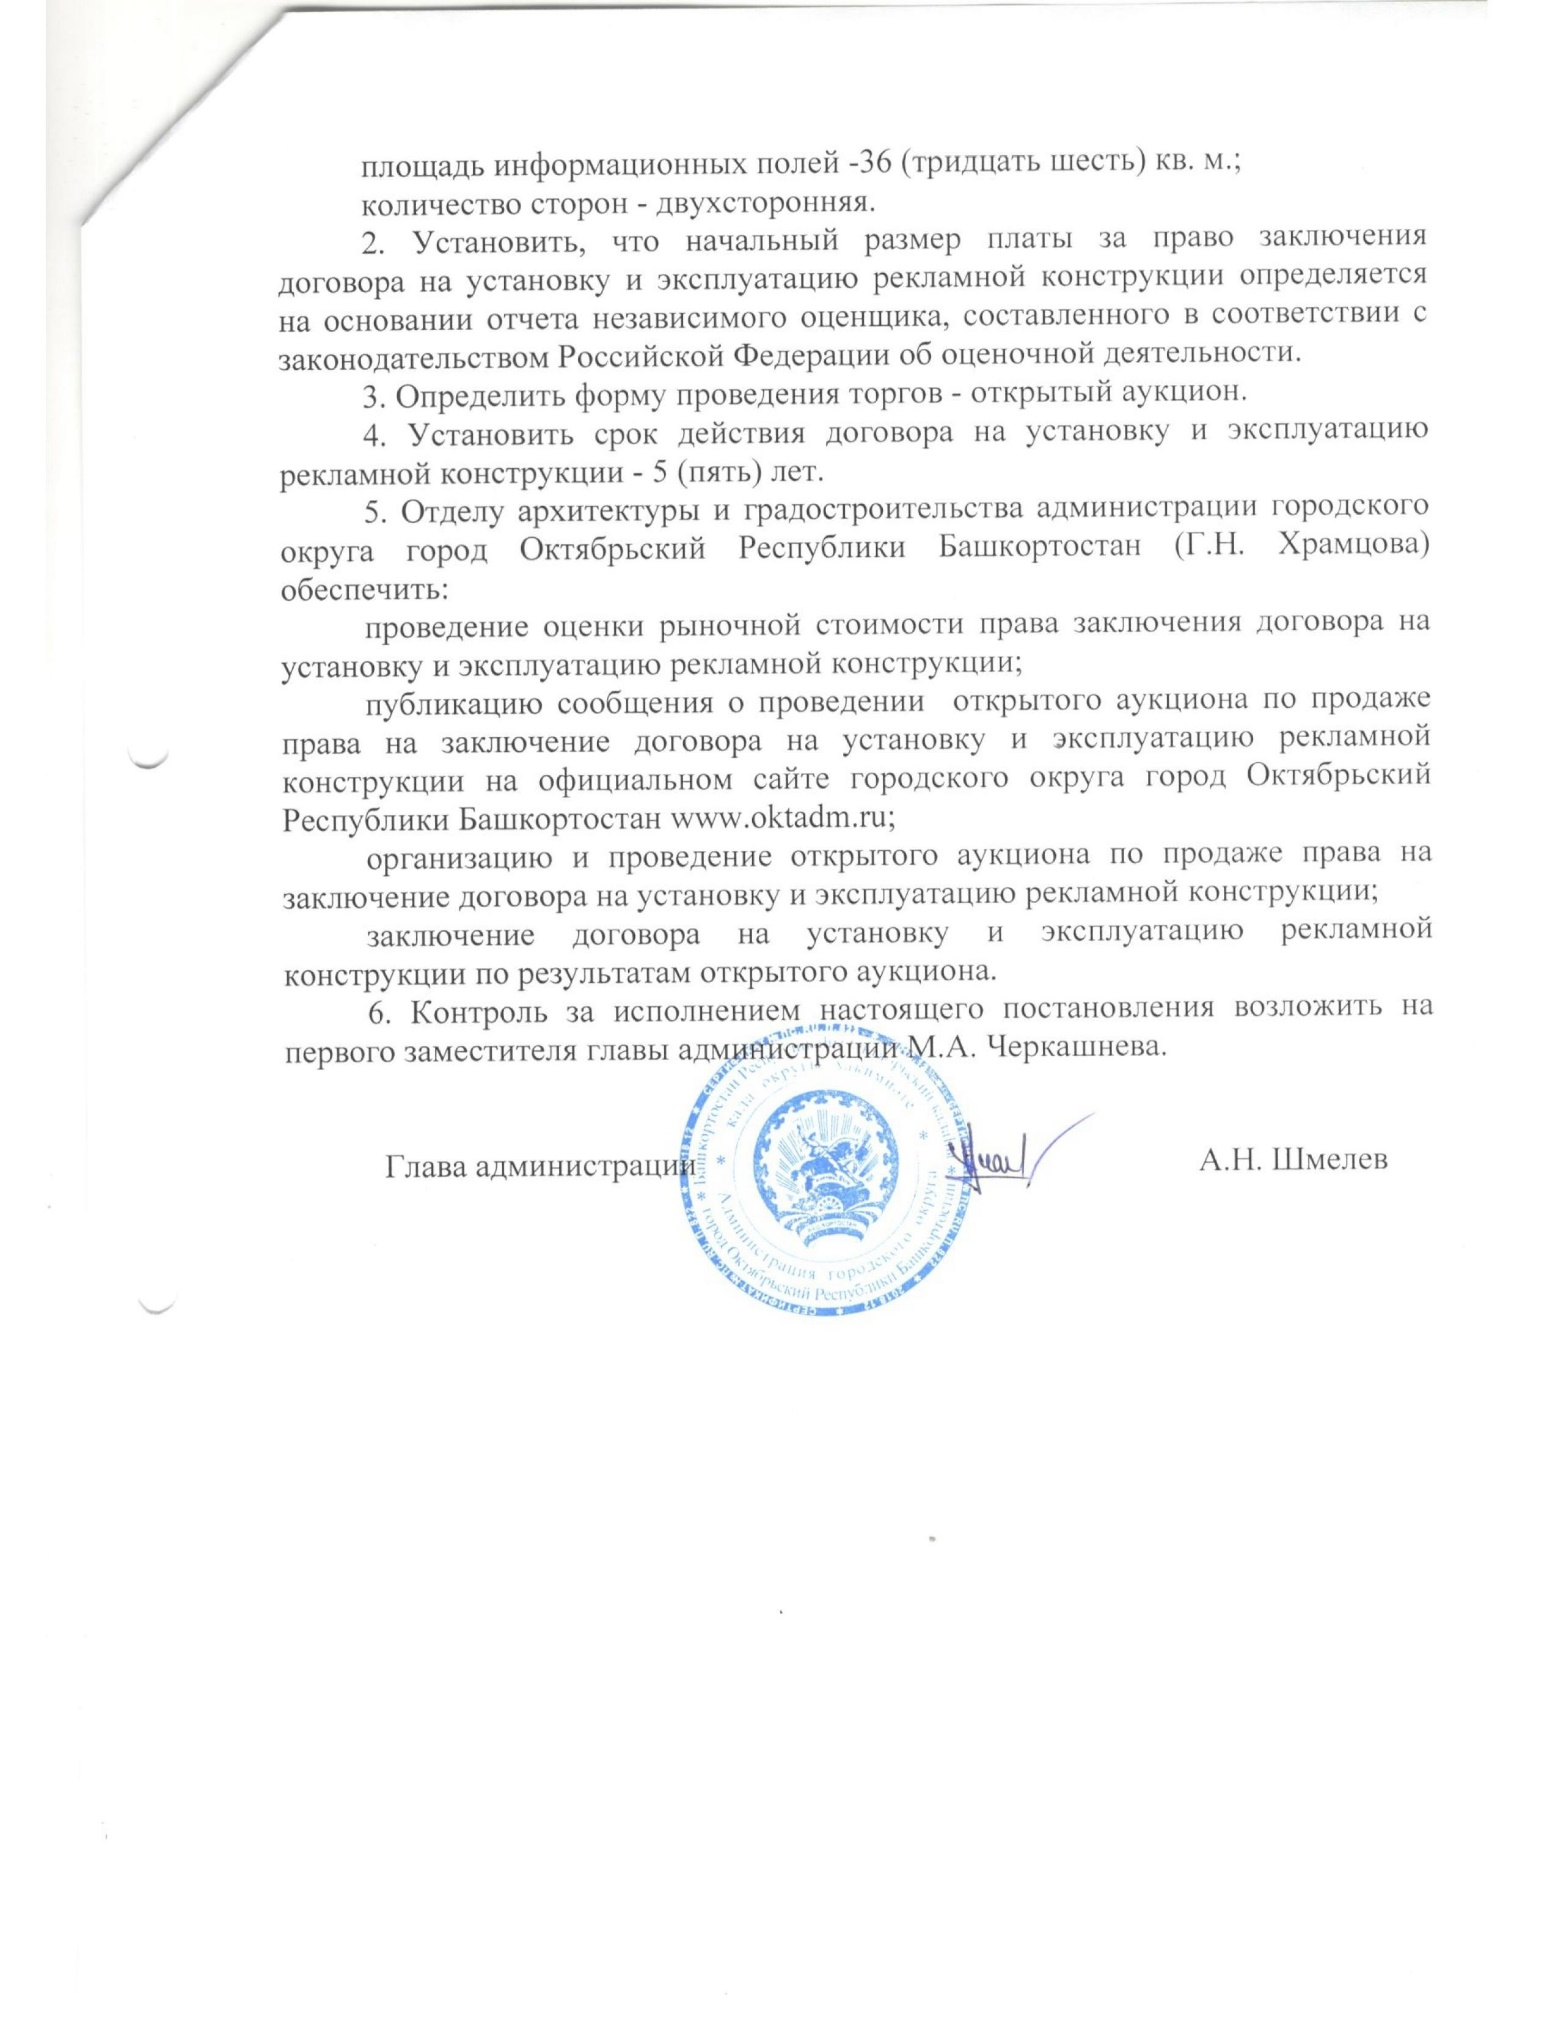 площадь информационных полей -36 (тридцать шесть) кв. м.;
количество сторон - двухсторонняя.
2. Установить, что начальный размер платы за право заключения
договора на установку и эксплуатацию рекламной конструкции определяется
на основании отчета независимого оценщика, составленного в соответствии с
законодательством Российской Федерации об оценочной деятельности.
3. Определить форму проведения торгов - открытый аукцион.
4. Установить срок действия договора на установку и эксплуатацию
рекламной конструкции - 5 (пять) лет.
5. Отделу архитектуры и градостроительства администрации городского
округа город Октябрьский Республики Башкортостан (Г.Н. Храмцова)
обеспечить:
проведение оценки рыночной стоимости права заключения договора на
установку и эксплуатацию рекламной конструкции;
публикацию сообщения о проведении открытого аукциона по продаже
права на заключение договора на установку и эксплуатацию рекламной
конструкции на официальном сайте городского округа город Октябрьский
Республики Башкортостан www.oktadm.ru;
организацию и проведение открытого аукциона по продаже права на
заключение договора на установку и эксплуатацию рекламной конструкции;
заключение договора на установку и эксплуатацию рекламной
конструкции по результатам открытого аукциона.
6. Контроль за исполнением настоящего постановления возложить на
первого заместителя главы администрации М.А. Черкашнева.
Глава администрации
А.Н. Шмелев
Администрация городского округа
город Октябрьский Республики Башкортостан